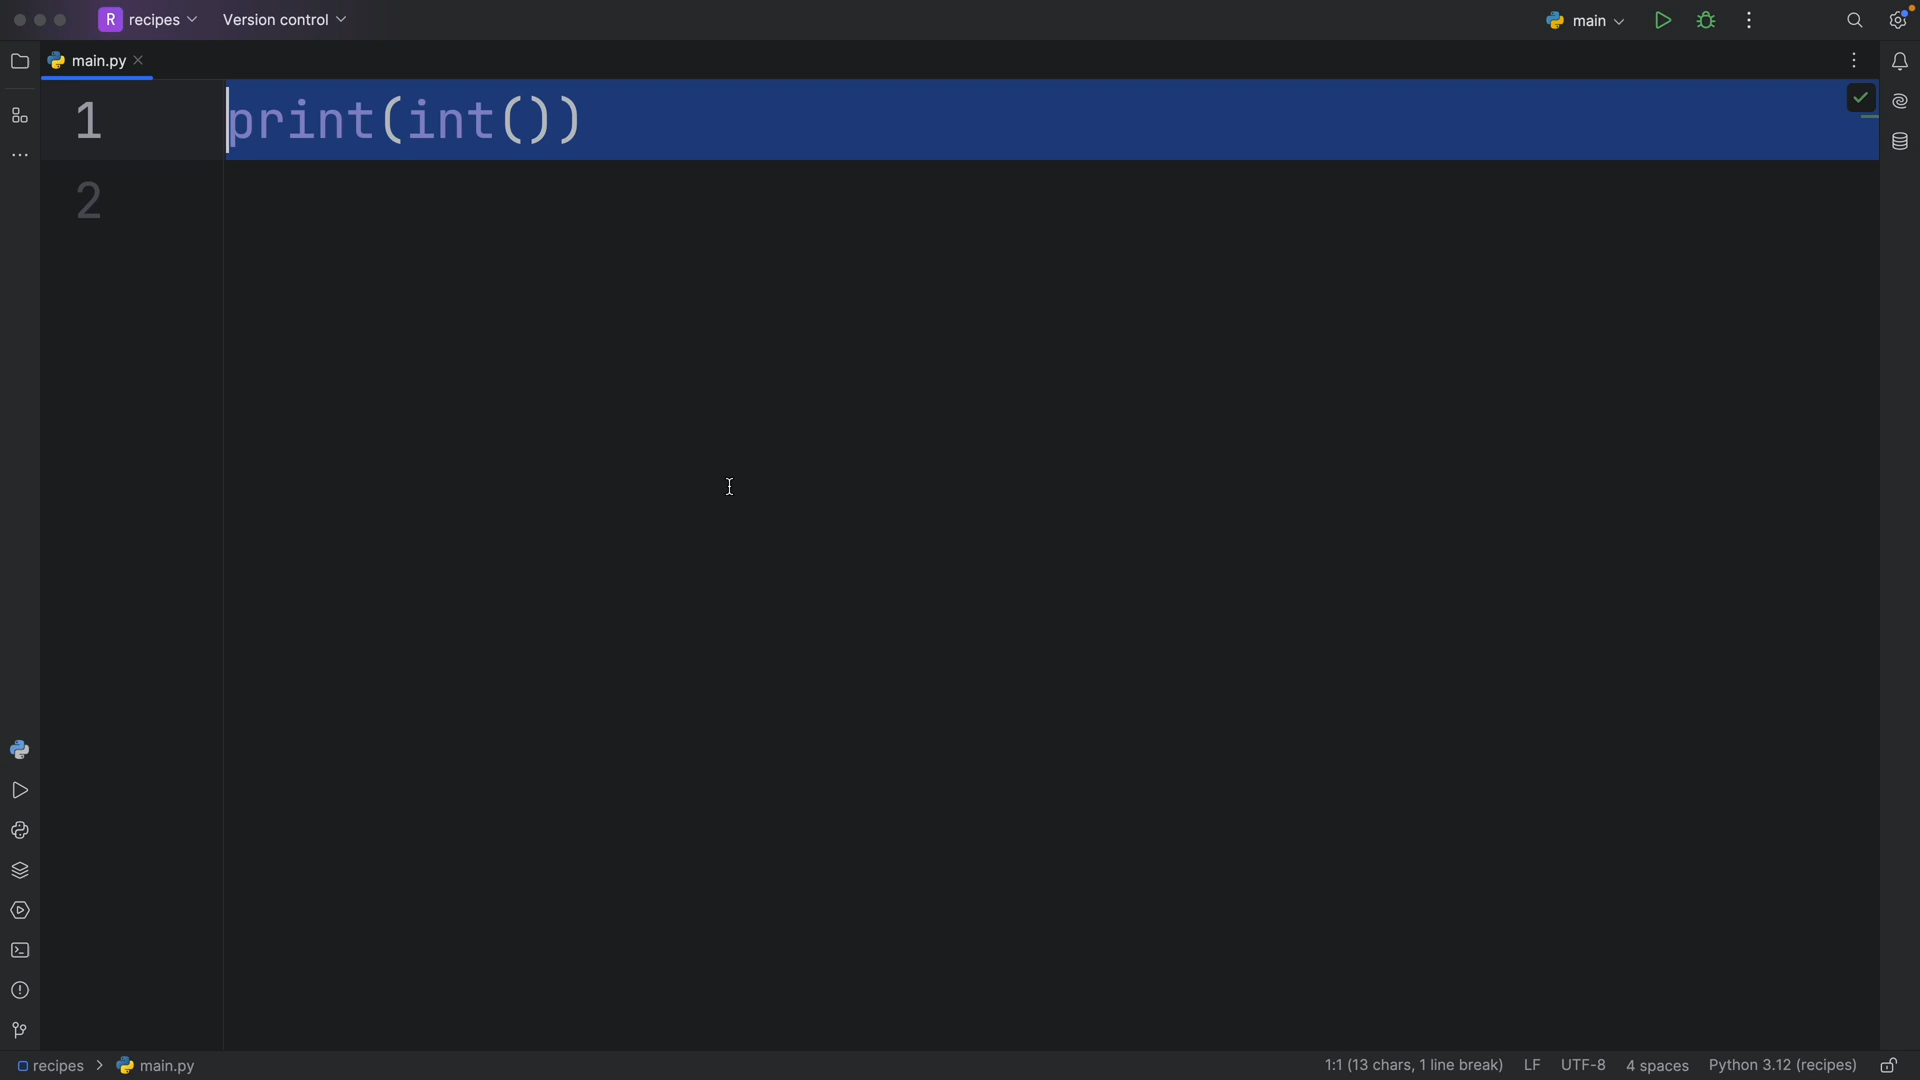 R recipes Version control main
main.py
1 print(int())
2
recipes > main.py 1:1 (13 chars, 1 line break) LF UTF-8 4 spaces Python 3.12 (recipes)